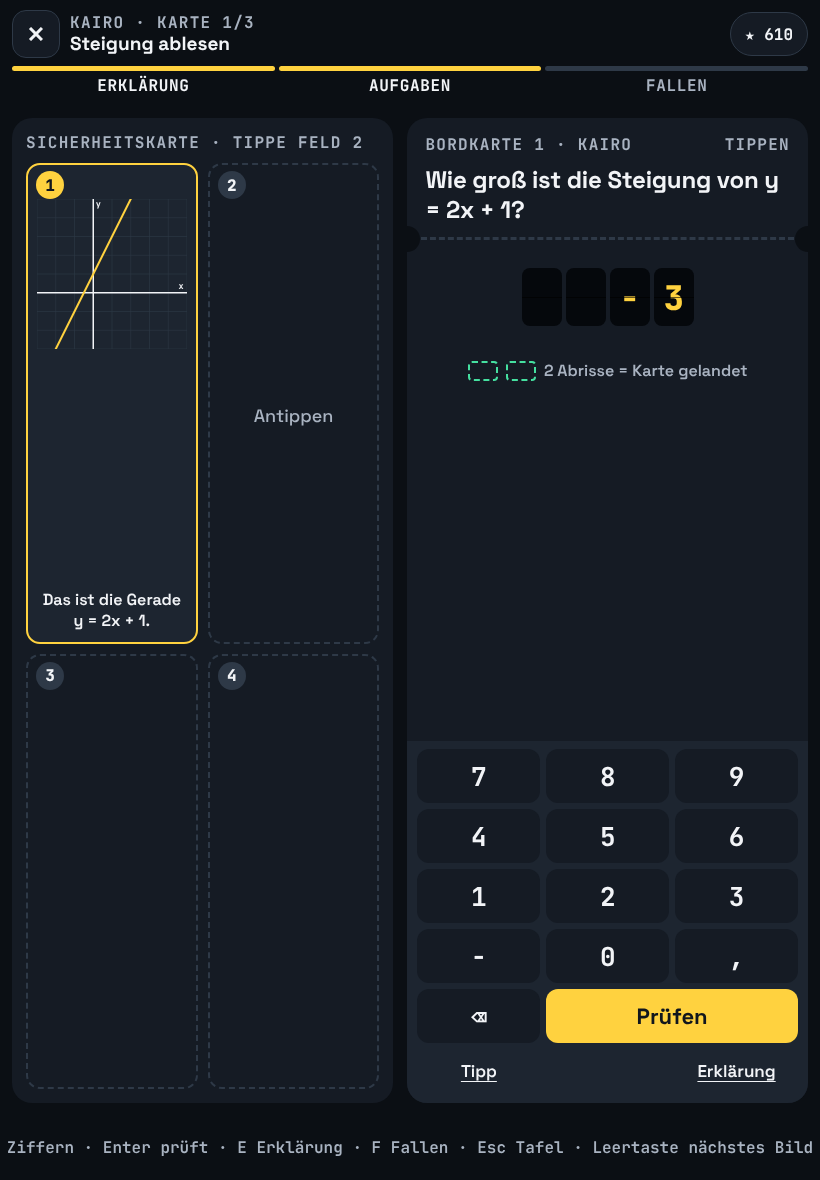 ✕
KAIRO · KARTE 1/3
Steigung ablesen
★ 610
ERKLÄRUNG
AUFGABEN
FALLEN
SICHERHEITSKARTE · TIPPE FELD 2
1
y
x
Das ist die Gerade
y = 2x + 1.
2
Antippen
3
4
BORDKARTE 1 · KAIRO
TIPPEN
Wie groß ist die Steigung von y
= 2x + 1?
- 3
2 Abrisse = Karte gelandet
7 8 9
4 5 6
1 2 3
- 0 ,
⌫ Prüfen
Tipp
Erklärung
Ziffern · Enter prüft · E Erklärung · F Fallen · Esc Tafel · Leertaste nächstes Bild